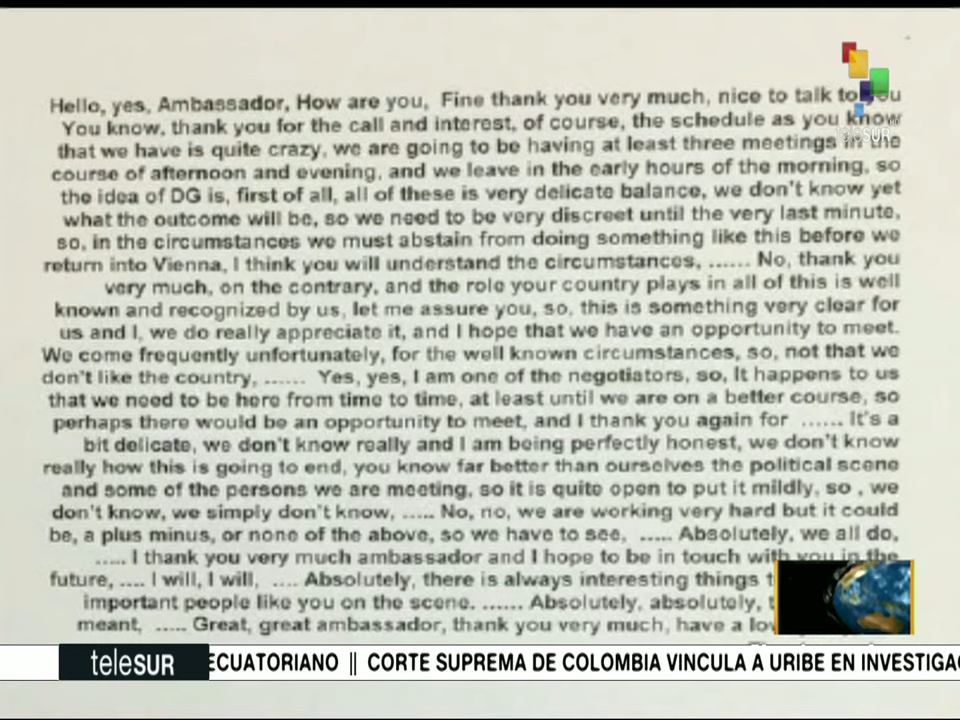 Hello, yes, Ambassador, How are you, Fine thank you very much, nice to talk to you
You know, thank you for the call and interest, of course, the schedule as you know
that we have is quite crazy, we are going to be having at least three meetings in the
course of afternoon and evening, and we leave in the early hours of the morning, so
the idea of DG is, first of all, all of these is very delicate balance, we don't know yet
what the outcome will be, so we need to be very discreet until the very last minute,
so, in the circumstances we must abstain from doing something like this before we
return into Vienna, I think you will understand the circumstances, ...... No, thank you
very much, on the contrary, and the role your country plays in all of this is well
known and recognized by us, let me assure you, so, this is something very clear for
us and I, we do really appreciate it, and I hope that we have an opportunity to meet.
We come frequently unfortunately, for the well known circumstances, so, not that we
don't like the country, ...... Yes, yes, I am one of the negotiators, so, It happens to us
that we need to be here from time to time, at least until we are on a better course, so
perhaps there would be an opportunity to meet, and I thank you again for ...... It's a
bit delicate, we don't know really and I am being perfectly honest, we don't know
really how this is going to end, you know far better than ourselves the political scene
and some of the persons we are meeting, so it is quite open to put it mildly, so , we
don't know, we simply don't know, ..... No, no, we are working very hard but it could
be, a plus minus, or none of the above, so we have to see, ..... Absolutely, we all do,
..... I thank you very much ambassador and I hope to be in touch with you in the
future, .... I will, I will, .... Absolutely, there is always interesting things
important people like you on the scene. ...... Absolutely, absolutely,
meant, ..... Great, great ambassador, thank you very much, have a
teleSUR
teleSUR ECUATORIANO || CORTE SUPREMA DE COLOMBIA VINCULA A URIBE EN INVESTIGAC